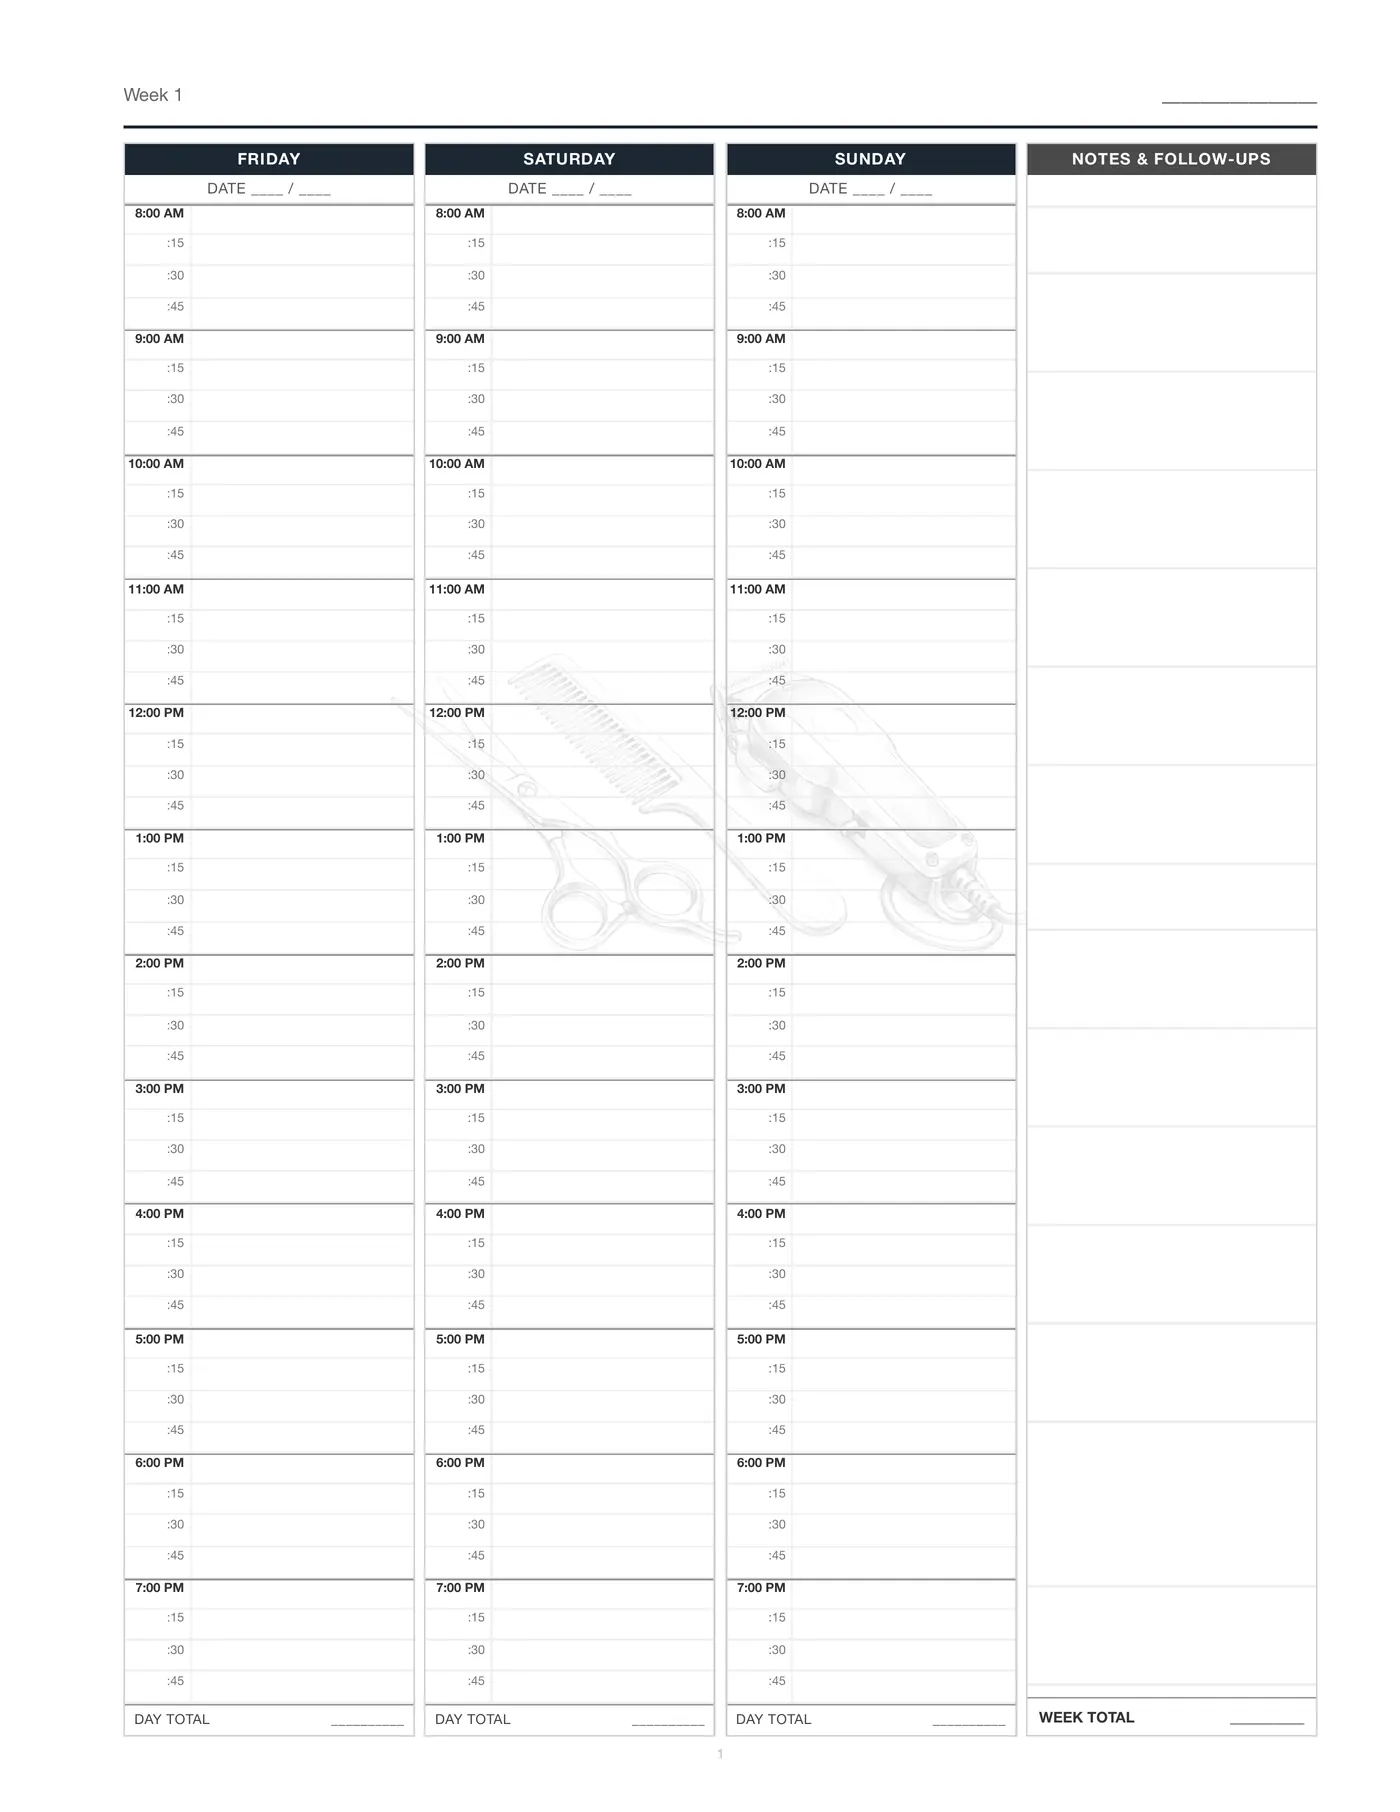 Week 1 ________________
FRIDAY SATURDAY SUNDAY NOTES & FOLLOW-UPS
DATE ____ / ____ DATE ____ / ____ DATE ____ / ____
8:00 AM 8:00 AM 8:00 AM
:15 :15 :15
:30 :30 :30
:45 :45 :45
9:00 AM 9:00 AM 9:00 AM
:15 :15 :15
:30 :30 :30
:45 :45 :45
10:00 AM 10:00 AM 10:00 AM
:15 :15 :15
:30 :30 :30
:45 :45 :45
11:00 AM 11:00 AM 11:00 AM
:15 :15 :15
:30 :30 :30
:45 :45 :45
12:00 PM 12:00 PM 12:00 PM
:15 :15 :15
:30 :30 :30
:45 :45 :45
1:00 PM 1:00 PM 1:00 PM
:15 :15 :15
:30 :30 :30
:45 :45 :45
2:00 PM 2:00 PM 2:00 PM
:15 :15 :15
:30 :30 :30
:45 :45 :45
3:00 PM 3:00 PM 3:00 PM
:15 :15 :15
:30 :30 :30
:45 :45 :45
4:00 PM 4:00 PM 4:00 PM
:15 :15 :15
:30 :30 :30
:45 :45 :45
5:00 PM 5:00 PM 5:00 PM
:15 :15 :15
:30 :30 :30
:45 :45 :45
6:00 PM 6:00 PM 6:00 PM
:15 :15 :15
:30 :30 :30
:45 :45 :45
7:00 PM 7:00 PM 7:00 PM
:15 :15 :15
:30 :30 :30
:45 :45 :45
DAY TOTAL _________ DAY TOTAL _________ DAY TOTAL _________ WEEK TOTAL _________
1